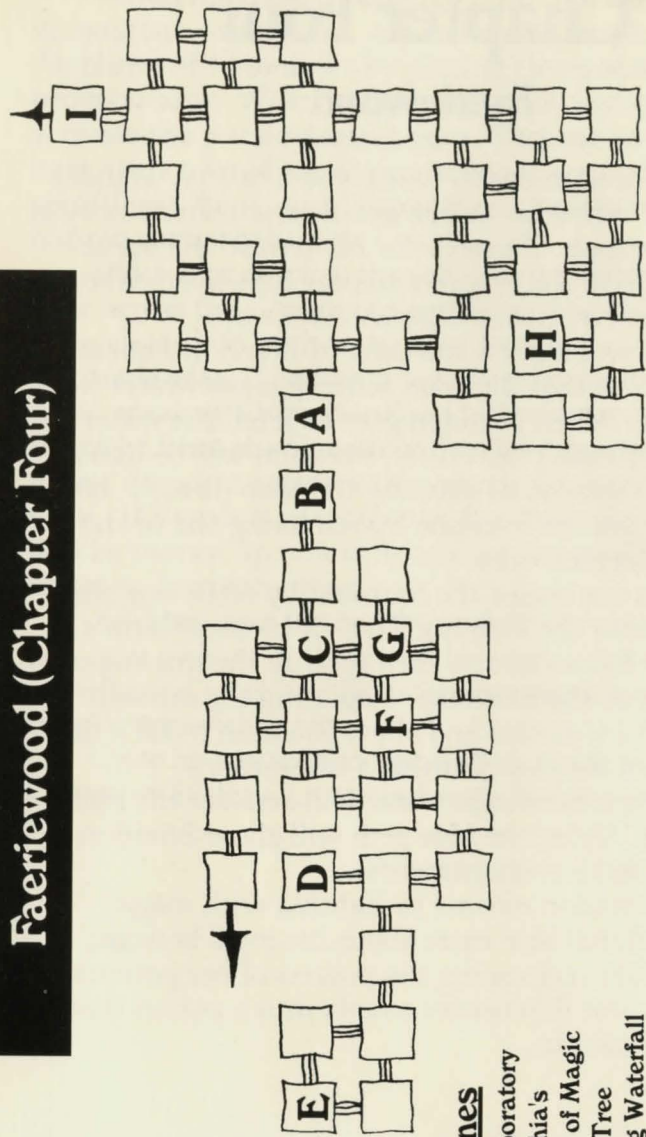 Faeriewood (Chapter Four)
I
E D C B A
F G
H
nes
oratory
nia's
of Magic
Tree
g Waterfall